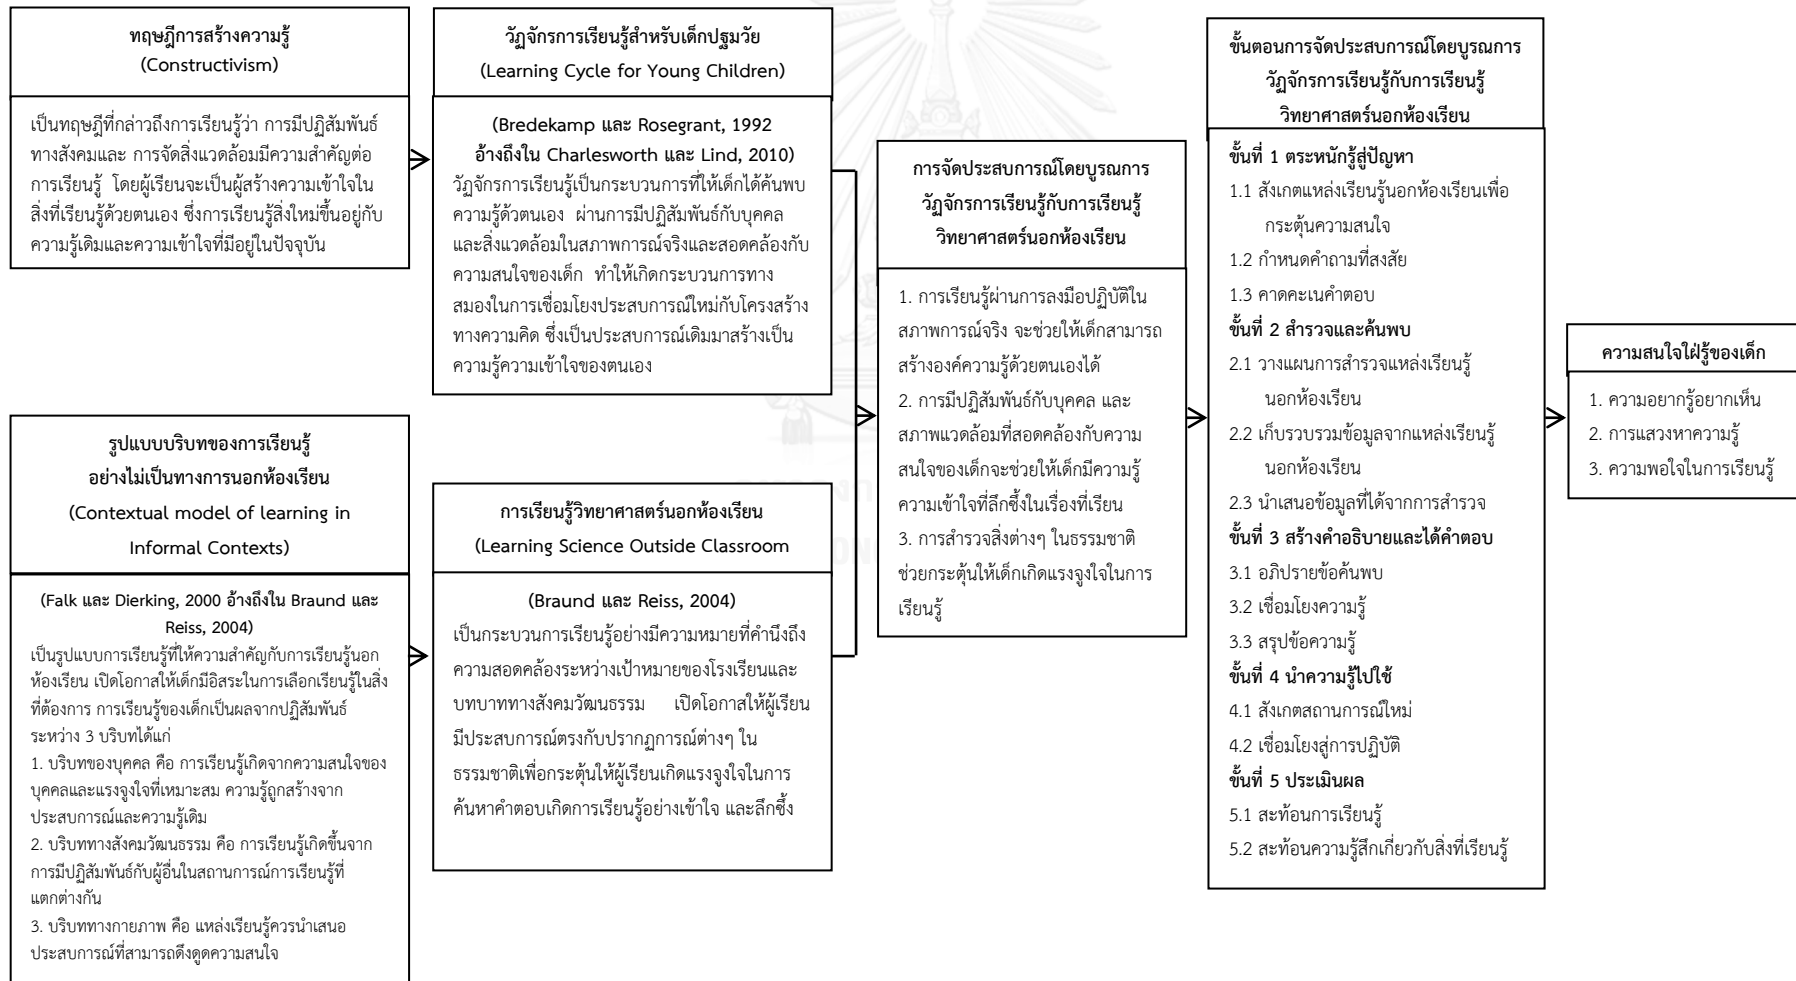 ทฤษฎีการสร้างความรู้
(Constructivism)
เป็นทฤษฎีที่กล่าวถึงการเรียนรู้ว่า การมีปฏิสัมพันธ์
ทางสังคมและ การจัดสิ่งแวดล้อมมีความสำคัญต่อ
การเรียนรู้ โดยผู้เรียนจะเป็นผู้สร้างความเข้าใจใน
สิ่งที่เรียนรู้ด้วยตนเอง ซึ่งการเรียนรู้สิ่งใหม่ขึ้นอยู่กับ
ความรู้เดิมและความเข้าใจที่มีอยู่ในปัจจุบัน
รูปแบบบริบทของการเรียนรู้
อย่างไม่เป็นทางการนอกห้องเรียน
(Contextual model of learning in
Informal Contexts)
(Falk และ Dierking, 2000 อ้างถึงใน Braund และ
Reiss, 2004)
เป็นรูปแบบการเรียนรู้ที่ให้ความสำคัญกับการเรียนรู้นอก
ห้องเรียน เปิดโอกาสให้เด็กมีอิสระในการเลือกเรียนรู้ในสิ่ง
ที่ต้องการ การเรียนรู้ของเด็กเป็นผลจากปฏิสัมพันธ์
ระหว่าง 3 บริบทได้แก่
1. บริบทของบุคคล คือ การเรียนรู้เกิดจากความสนใจของ
บุคคลและแรงจูงใจที่เหมาะสม ความรู้ถูกสร้างจาก
ประสบการณ์และความรู้เดิม
2. บริบททางสังคมวัฒนธรรม คือ การเรียนรู้เกิดขึ้นจาก
การมีปฏิสัมพันธ์กับผู้อื่นในสถานการณ์การเรียนรู้ที่
แตกต่างกัน
3. บริบททางกายภาพ คือ แหล่งเรียนรู้ควรนำเสนอ
ประสบการณ์ที่สามารถดึงดูดความสนใจ
วัฏจักรการเรียนรู้สำหรับเด็กปฐมวัย
(Learning Cycle for Young Children)
(Bredekamp และ Rosegrant, 1992
อ้างถึงใน Charlesworth และ Lind, 2010)
วัฏจักรการเรียนรู้เป็นกระบวนการที่ให้เด็กได้ค้นพบ
ความรู้ด้วตนเอง ผ่านการมีปฏิสัมพันธ์กับบุคคล
และสิ่งแวดล้อมในสภาพการณ์จริงและสอดคล้องกับ
ความสนใจของเด็ก ทำให้เกิดกระบวนการทาง
สมองในการเชื่อมโยงประสบการณ์ใหม่กับโครงสร้าง
ทางความคิด ซึ่งเป็นประสบการณ์เดิมมาสร้างเป็น
ความรู้ความเข้าใจของตนเอง
การเรียนรู้วิทยาศาสตร์นอกห้องเรียน
(Learning Science Outside Classroom
(Braund และ Reiss, 2004)
เป็นกระบวนการเรียนรู้อย่างมีความหมายที่คำนึงถึง
ความสอดคล้องระหว่างเป้าหมายของโรงเรียนและ
บทบาททางสังคมวัฒนธรรม เปิดโอกาสให้ผู้เรียน
มีประสบการณ์ตรงกับปรากฏการณ์ต่างๆ ใน
ธรรมชาติเพื่อกระตุ้นให้ผู้เรียนเกิดแรงจูงใจในการ
ค้นหาคำตอบเกิดการเรียนรู้อย่างเข้าใจ และลึกซึ้ง
การจัดประสบการณ์โดยบูรณการ
วัฏจักรการเรียนรู้กับการเรียนรู้
วิทยาศาสตร์นอกห้องเรียน
1. การเรียนรู้ผ่านการลงมือปฏิบัติใน
สภาพการณ์จริง จะช่วยให้เด็กสามารถ
สร้างองค์ความรู้ด้วยตนเองได้
2. การมีปฏิสัมพันธ์กับบุคคล และ
สภาพแวดล้อมที่สอดคล้องกับความ
สนใจของเด็กจะช่วยให้เด็กมีความรู้
ความเข้าใจที่ลึกซึ้งในเรื่องที่เรียน
3. การสำรวจสิ่งต่างๆ ในธรรมชาติ
ช่วยกระตุ้นให้เด็กเกิดแรงจูงใจในการ
เรียนรู้
ขั้นตอนการจัดประสบการณ์โดยบูรณการ
วัฏจักรการเรียนรู้กับการเรียนรู้
วิทยาศาสตร์นอกห้องเรียน
ขั้นที่ 1 ตระหนักรู้สู่ปัญหา
1.1 สังเกตแหล่งเรียนรู้นอกห้องเรียนเพื่อ
กระตุ้นความสนใจ
1.2 กำหนดคำถามที่สงสัย
1.3 คาดคะเนคำตอบ
ขั้นที่ 2 สำรวจและค้นพบ
2.1 วางแผนการสำรวจแหล่งเรียนรู้
นอกห้องเรียน
2.2 เก็บรวบรวมข้อมูลจากแหล่งเรียนรู้
นอกห้องเรียน
2.3 นำเสนอข้อมูลที่ได้จากการสำรวจ
ขั้นที่ 3 สร้างคำอธิบายและได้คำตอบ
3.1 อภิปรายข้อค้นพบ
3.2 เชื่อมโยงความรู้
3.3 สรุปข้อความรู้
ขั้นที่ 4 นำความรู้ไปใช้
4.1 สังเกตสถานการณ์ใหม่
4.2 เชื่อมโยงสู่การปฏิบัติ
ขั้นที่ 5 ประเมินผล
5.1 สะท้อนการเรียนรู้
5.2 สะท้อนความรู้สึกเกี่ยวกับสิ่งที่เรียนรู้
ความสนใจใฝ่รู้ของเด็ก
1. ความอยากรู้อยากเห็น
2. การแสวงหาความรู้
3. ความพอใจในการเรียนรู้